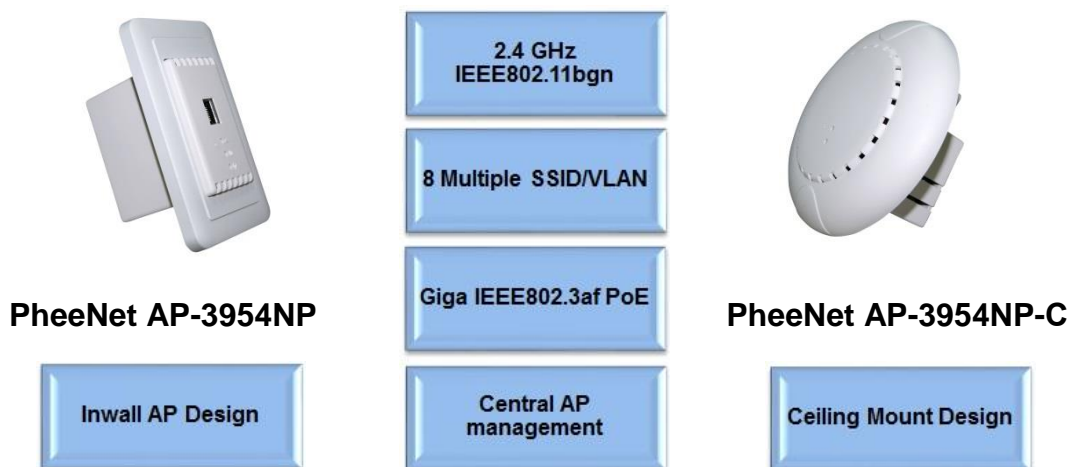 2.4 GHz
IEEE802.11bgn
8 Multiple SSID/VLAN
Giga IEEE802.3af PoE
PheeNet AP-3954NP
PheeNet AP-3954NP-C
Inwall AP Design
Central AP
management
Ceiling Mount Design